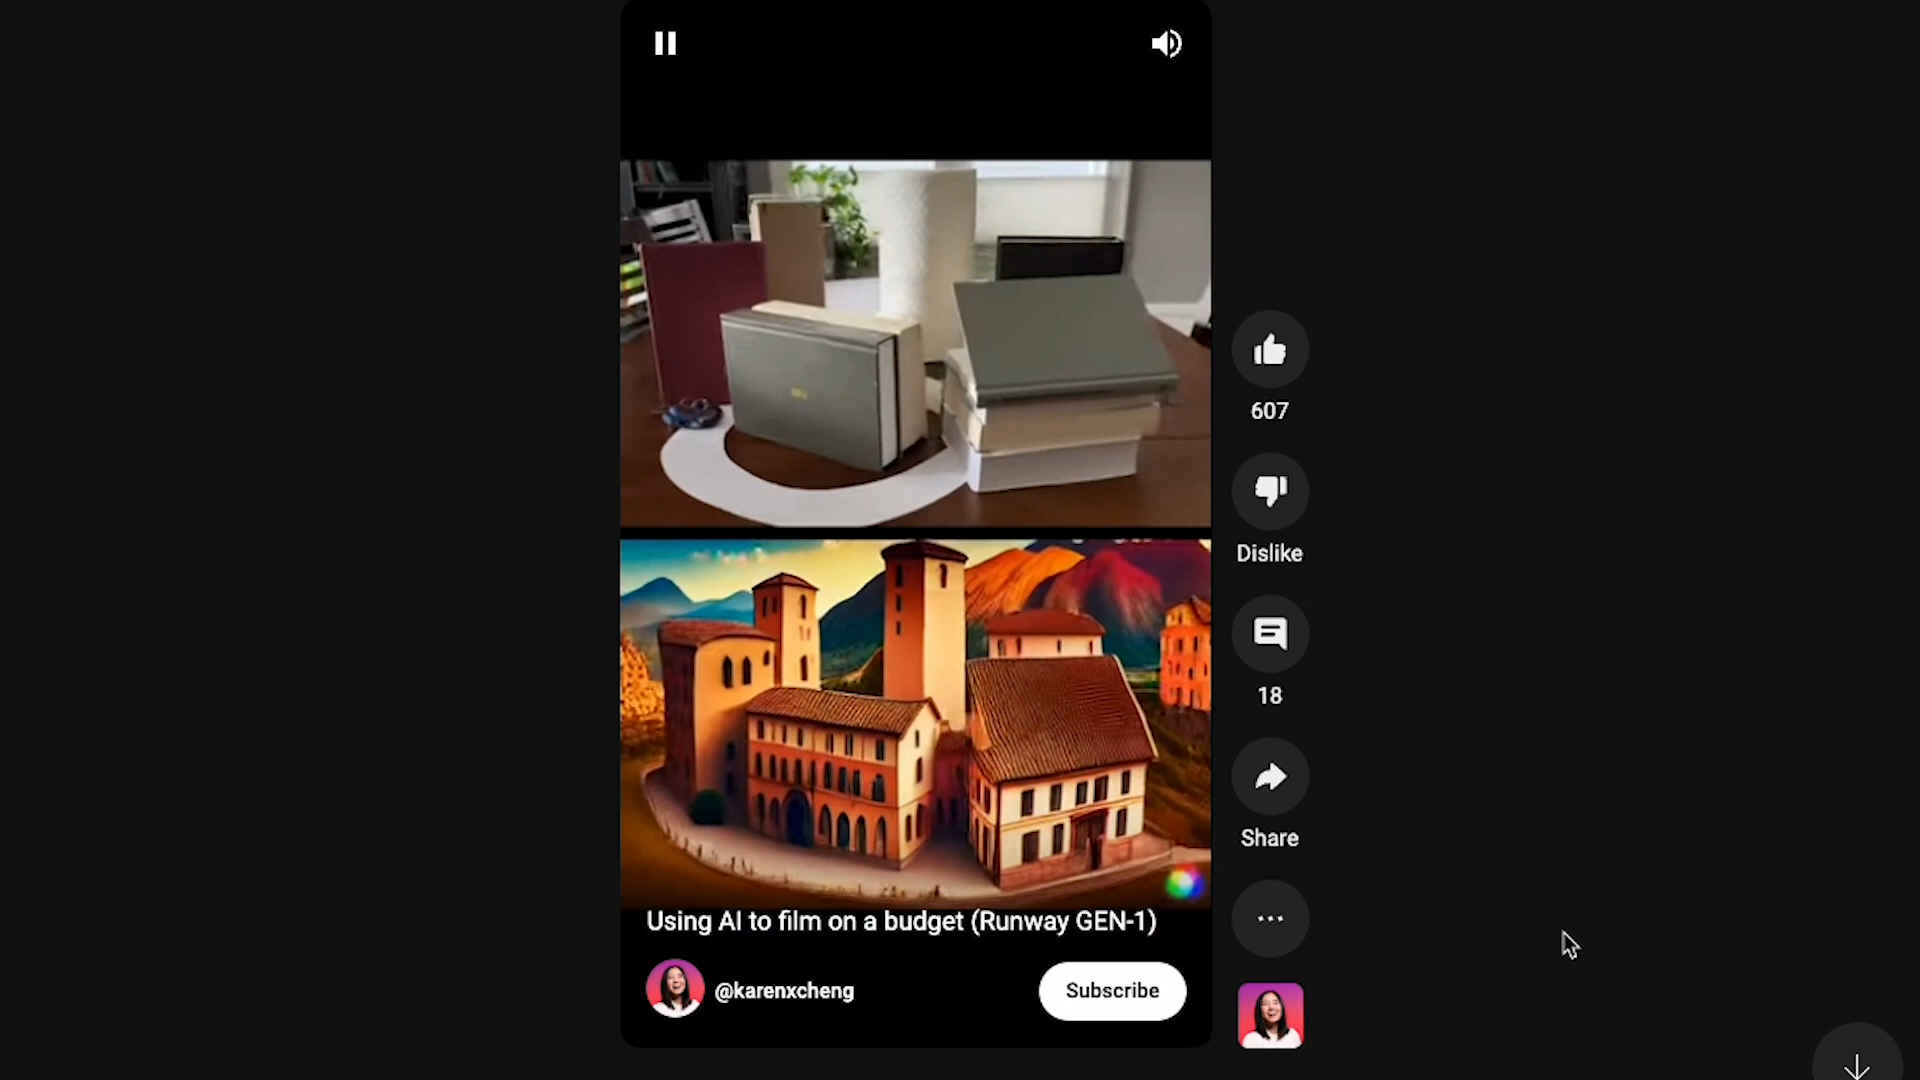 607
Dislike
18
Share
Using AI to film on a budget (Runway GEN-1)
@karenxcheng
Subscribe